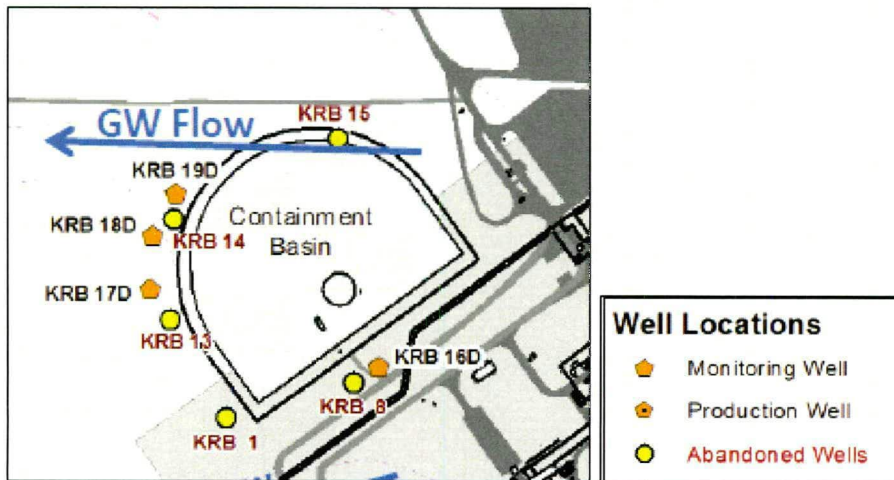 KRB 15
GW Flow
KRB 19D
KRB 18D
KRB 14
Containment
Basin
KRB 17D
KRB 13
KRB 16D
KRB 8
KRB 1
Well Locations
Monitoring Well
Production Well
Abandoned Wells